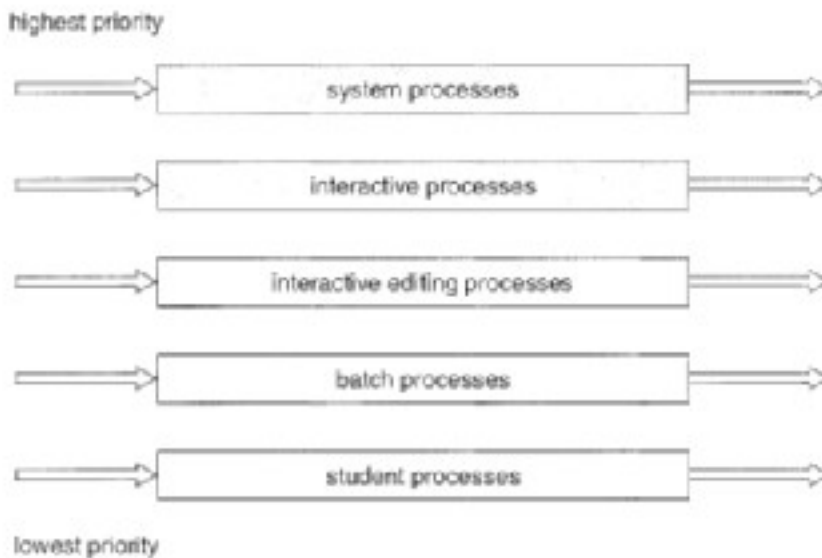 highest priority
system processes
interactive processes
interactive editing processes
batch processes
student processes
lowest priority